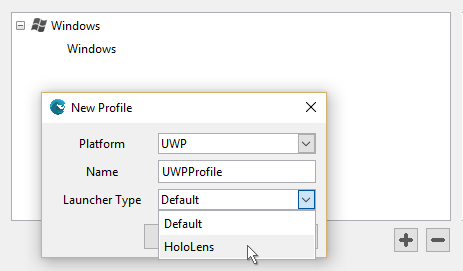 Windows
Windows
New Profile
Platform UWP
Name UWPProfile
Launcher Type Default
Default
HoloLens